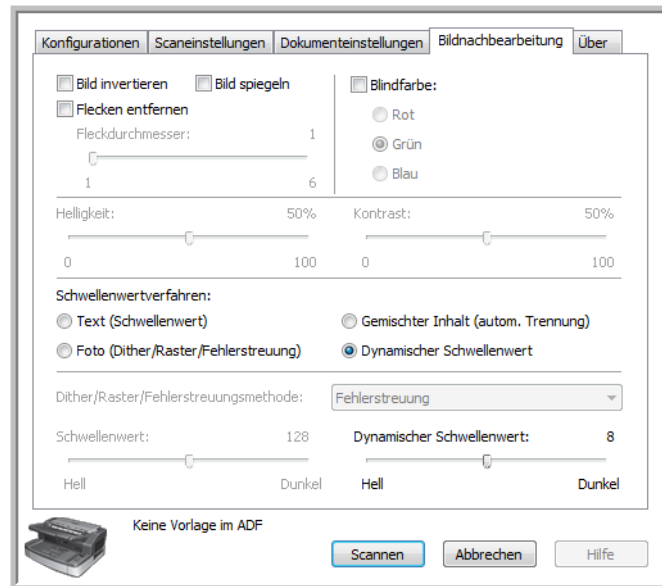 Konfigurationen Scaneinstellungen Dokumenteinstellungen Bildnachbearbeitung Über
Bild invertieren Bild spiegeln Blindfarbe:
Flecken entfernen Rot
Fleckdurchmesser: 1 Grün
1 6 Blau
Helligkeit: 50% Kontrast: 50%
0 100 0 100
Schwellenwertverfahren:
Text (Schwellenwert) Gemischter Inhalt (autom. Trennung)
Foto (Dither/Raster/Fehlerstreuung) Dynamischer Schwellenwert
Dither/Raster/Fehlerstreuungsmethode: Fehlerstreuung
Schwellenwert: 128 Dynamischer Schwellenwert: 8
Hell Dunkel Hell Dunkel
Keine Vorlage im ADF
Scannen Abbrechen Hilfe